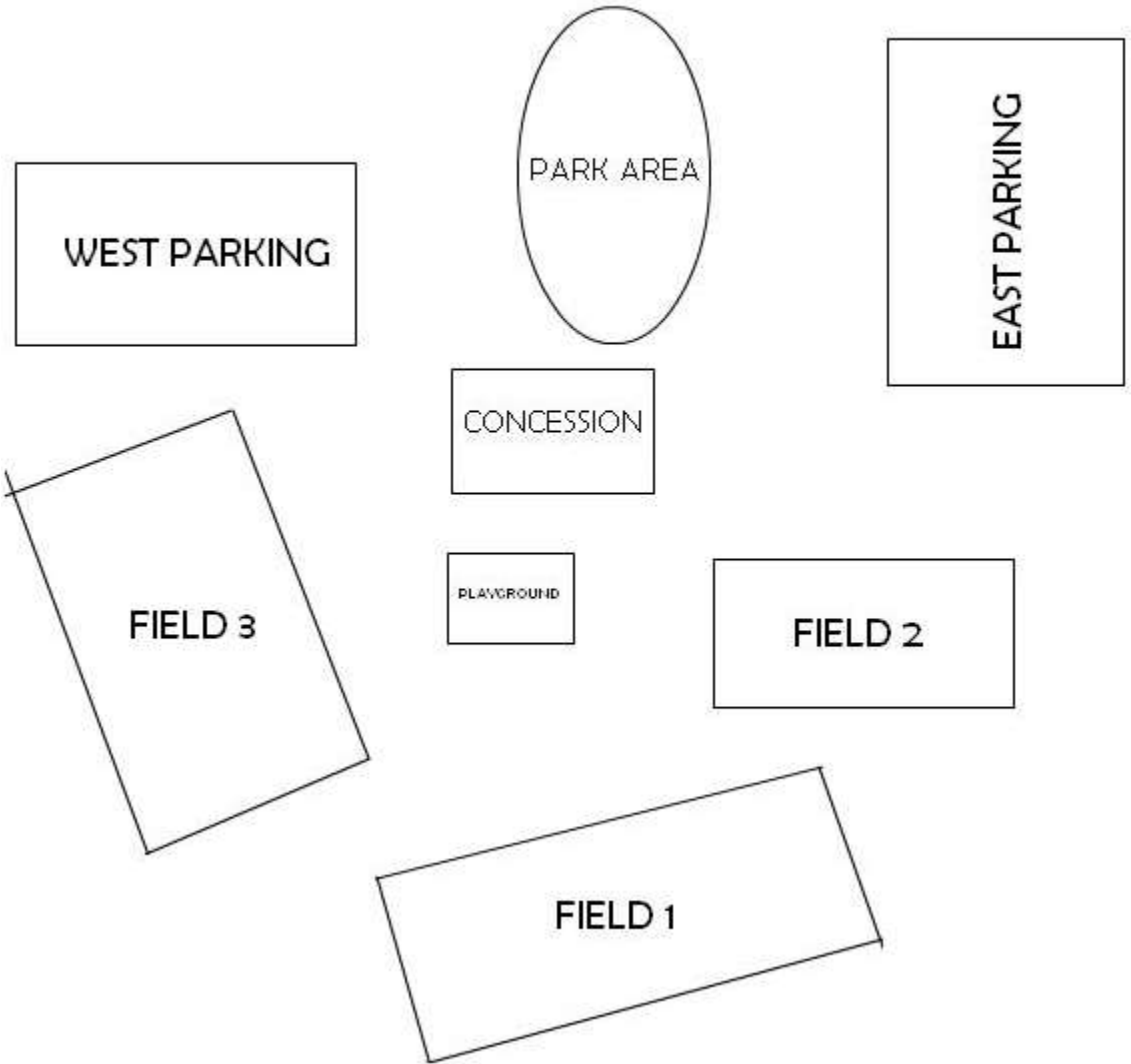 PARK AREA
EAST PARKING
WEST PARKING
CONCESSION
PLAYGROUND
FIELD 3
FIELD 2
FIELD 1